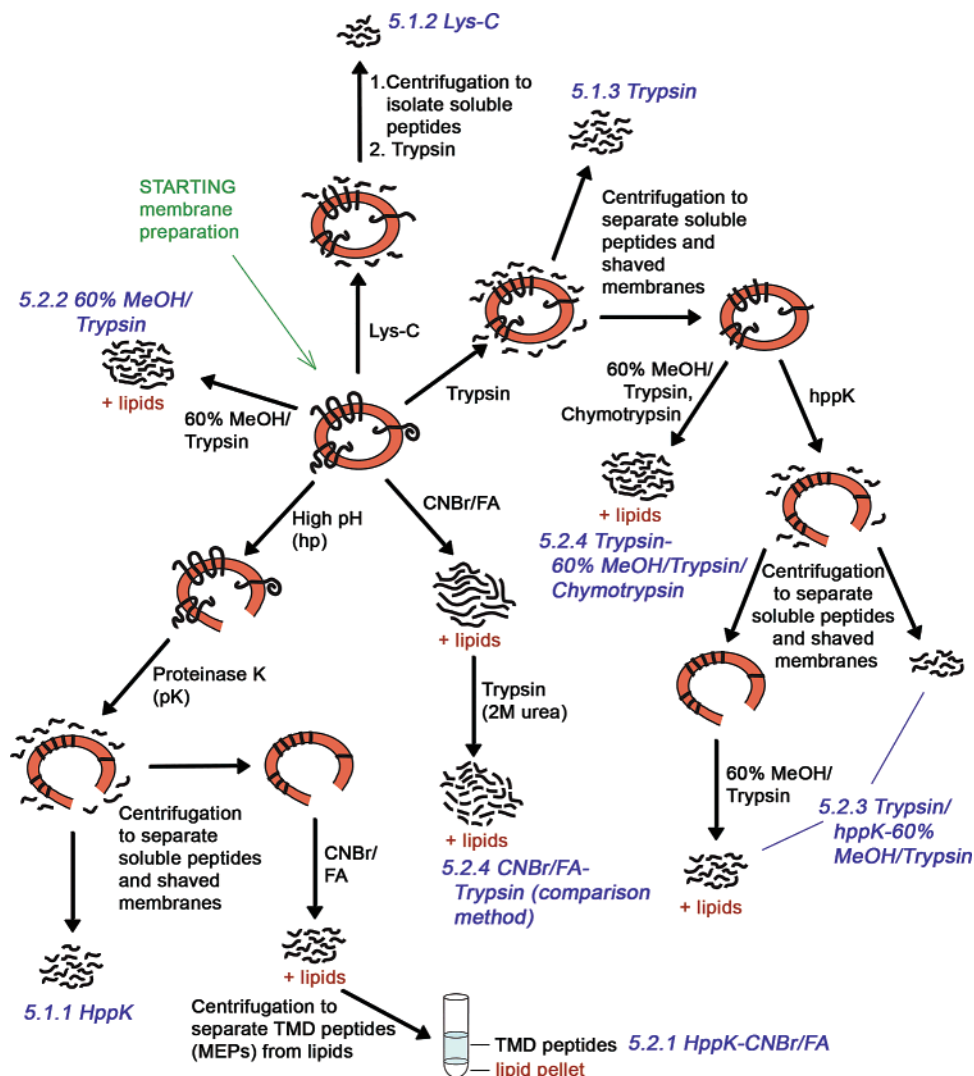 5.1.2 Lys-C
1.Centrifugation to
isolate soluble
peptides
2. Trypsin
5.1.3 Trypsin
STARTING
membrane
preparation
Centrifugation to
separate soluble
peptides and
shaved
membranes
5.2.2 60% MeOH/
Trypsin
Lys-C
+ lipids
60% MeOH/
Trypsin
Trypsin
60% MeOH/
Trypsin,
Chymotrypsin
hppK
High pH
(hp)
CNBr/FA
+ lipids
5.2.4 Trypsin-
60% MeOH/Trypsin/
Chymotrypsin
Centrifugation
to separate
soluble peptides
and shaved
membranes
+ lipids
Proteinase K
(pK)
Trypsin
(2M urea)
60% MeOH/
Trypsin
5.2.3 Trypsin/
hppK-60%
MeOH/Trypsin
Centrifugation
to separate
soluble peptides
and shaved
membranes
CNBr/
FA
+ lipids
5.2.4 CNBr/FA-
Trypsin (comparison
method)
+ lipids
5.1.1 HppK
+ lipids
Centrifugation to
separate TMD peptides
(MEPs) from lipids
TMD peptides
5.2.1 HppK-CNBr/FA
lipid pellet